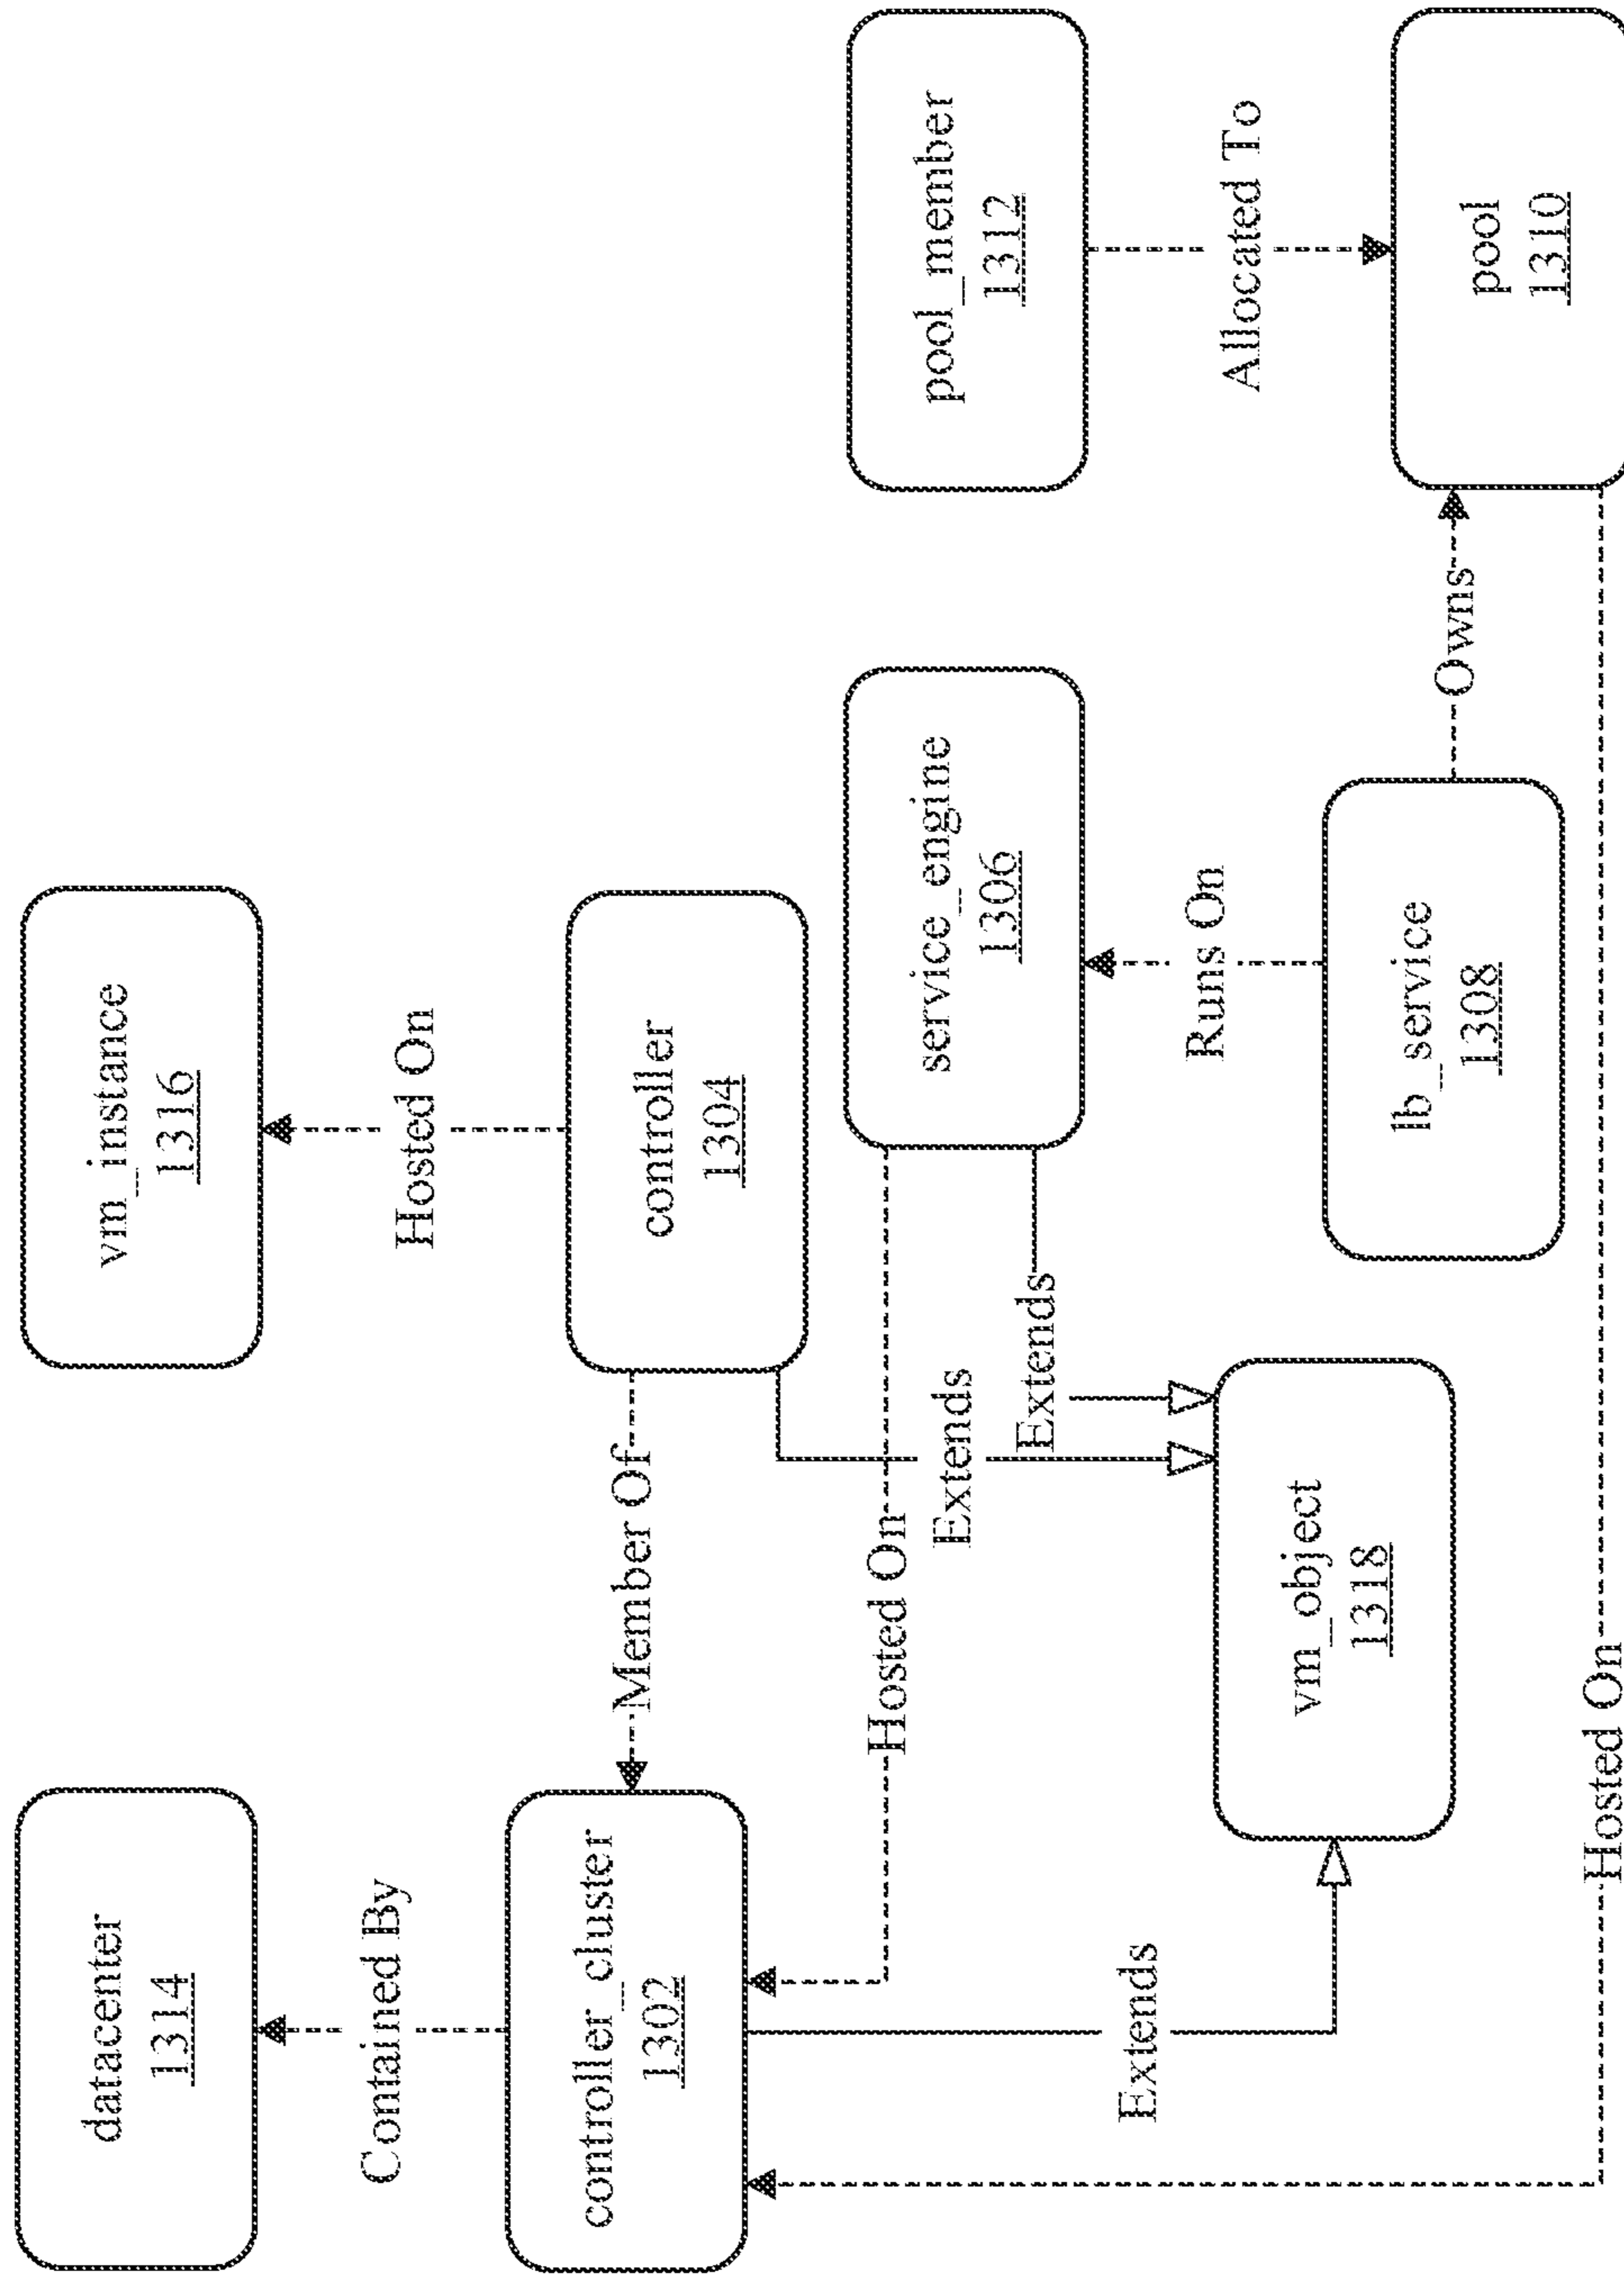 datacenter
1314
vm_instance
1316
Contained By
Hosted On
controller_cluster
1302
Member Of
controller
1304
Hosted On
Extends
Extends
service_engine
1306
pool_member
1312
Extends
Runs On
Allocated To
vm_object
1318
lb_service
1308
Owns
pool
1310
Hosted On